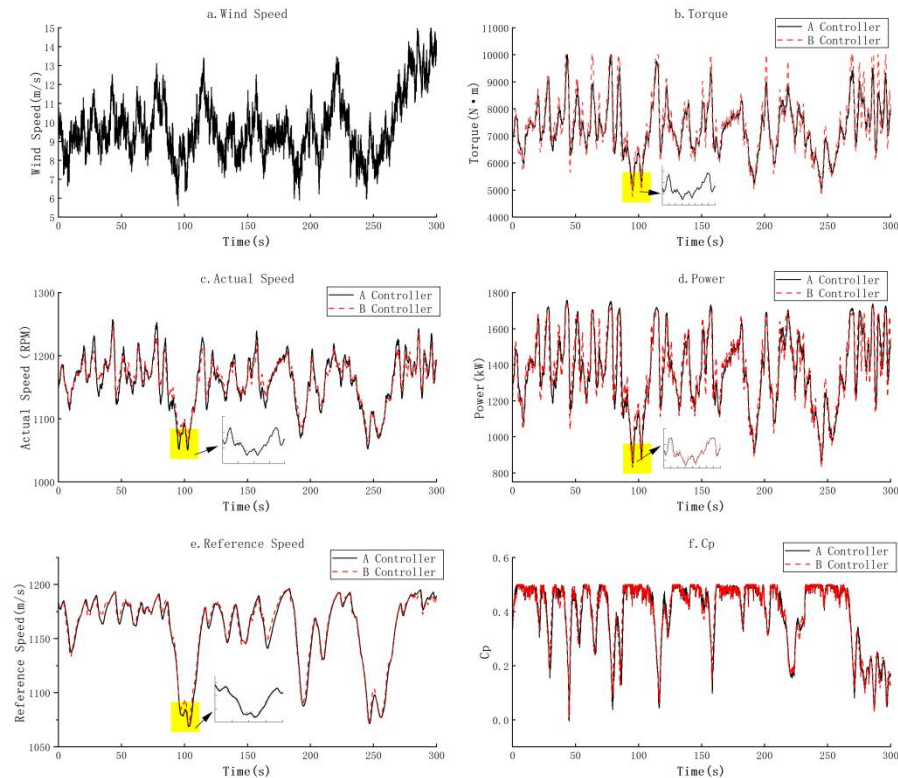 a.Wind Speed
Wind Speed(m/s)
15
14
13
12
11
10
9
8
7
6
5
0
50
100
150
200
250
300
Time(s)
b.Torque
A Controller
B Controller
Torque(N·m)
10000
9000
8000
7000
6000
5000
4000
0
50
100
150
200
250
300
Time(s)
c.Actual Speed
A Controller
B Controller
Actual Speed (RPM)
1300
1200
1100
1000
0
50
100
150
200
250
300
Time(s)
d.Power
A Controller
B Controller
Power(kW)
1800
1600
1400
1200
1000
800
0
50
100
150
200
250
300
Time(s)
e.Reference Speed
A Controller
B Controller
Reference Speed(m/s)
1200
1150
1100
1050
0
50
100
150
200
250
300
Time(s)
f.Cp
A Controller
B Controller
Cp
0.6
0.4
0.2
0.0
0
50
100
150
200
250
300
Time(s)